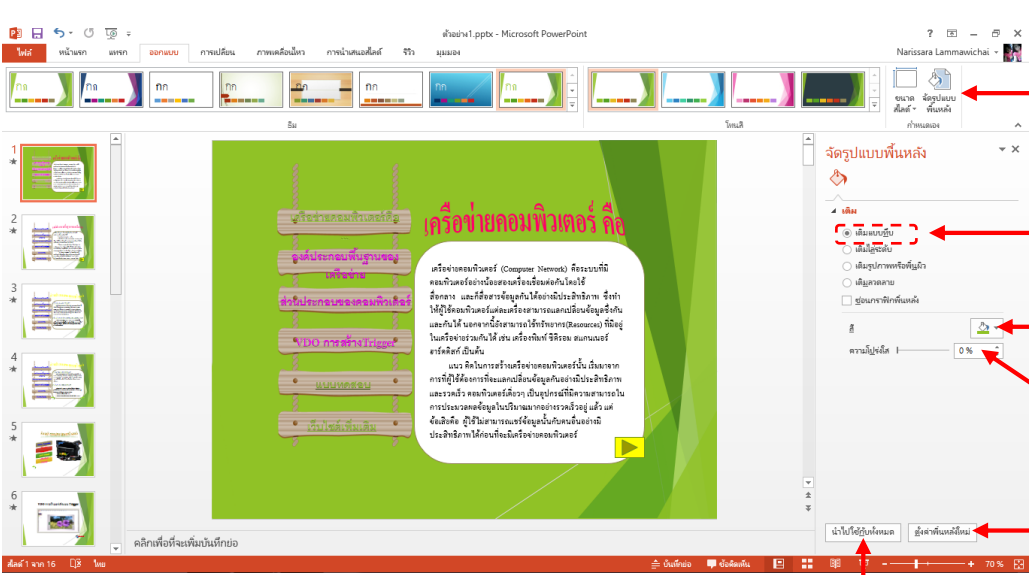 ตัวอย่าง1.pptx - Microsoft PowerPoint
ไฟล์ หน้าแรก แทรก ออกแบบ การเปลี่ยน ภาพเคลื่อนไหว การนำเสนอสไลด์ รีวิว มุมมอง
Narissara Lammawichai
กก กก กก กก กก กก กก กก
ขนาดสไลด์
จัดรูปแบบพื้นหลัง
ธีม โทนสี กำหนดเอง
จัดรูปแบบพื้นหลัง
เติม
เติมแบบทึบ
เติมไล่ระดับ
เติมรูปภาพหรือพื้นผิว
เติมลวดลาย
ซ่อนกราฟิกพื้นหลัง
สี
ความโปร่งใส 0 %
นำไปใช้กับทั้งหมด ตั้งค่าพื้นหลังใหม่
1
2
3
4
5
6
เครือข่ายคอมพิวเตอร์คือ
องค์ประกอบพื้นฐานของ
เครือข่าย
ส่วนประกอบของคอมพิวเตอร์
VDO การสร้างTrigger
แบบทดสอบ
เว็บไซต์เพิ่มเติม
เครือข่ายคอมพิวเตอร์ คือ
เครือข่ายคอมพิวเตอร์ (Computer Network) คือระบบที่มี
คอมพิวเตอร์อย่างน้อยสองเครื่องเชื่อมต่อกันโดยใช้
สื่อกลาง และก็สื่อสารข้อมูลกันได้อย่างมีประสิทธิภาพ ซึ่งทำ
ให้ผู้ใช้คอมพิวเตอร์แต่ละเครื่องสามารถแลกเปลี่ยนข้อมูลซึ่งกัน
และกันได้ นอกจากนี้ยังสามารถใช้ทรัพยากร(Resources) ที่มีอยู่
ในเครือข่ายร่วมกันได้ เช่น เครื่องพิมพ์ ซีดีรอม สแกนเนอร์
ฮาร์ดดิสก์ เป็นต้น
แนว คิดในการสร้างเครือข่ายคอมพิวเตอร์นั้น เริ่มมาจาก
การที่ผู้ใช้ต้องการที่จะแลกเปลี่ยนข้อมูลกันอย่างมีประสิทธิภาพ
และรวดเร็ว คอมพิวเตอร์เดี่ยวๆ เป็นอุปกรณ์ที่มีความสามารถใน
การประมวลผลข้อมูลในปริมาณมากอย่างรวดเร็วอยู่ แล้ว แต่
ข้อเสียคือ ผู้ใช้ไม่สามารถแชร์ข้อมูลนั้นกับคนอื่นอย่างมี
ประสิทธิภาพได้ก่อนที่จะมีเครือข่ายคอมพิวเตอร์
คลิกเพื่อที่จะเพิ่มบันทึกย่อ
สไลด์ 1 จาก 16 ไทย บันทึกย่อ ข้อคิดเห็น 70 %